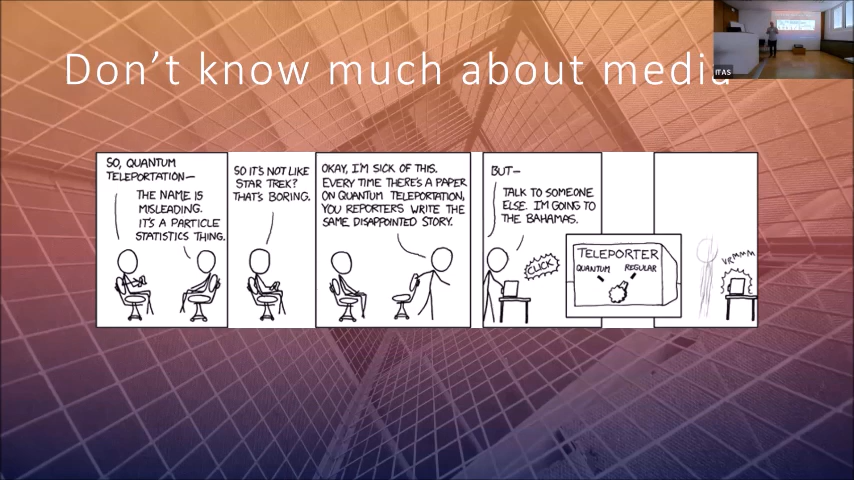 Don't know much about media
ITAS
SO, QUANTUM
TELEPORTATION—
THE NAME IS
MISLEADING.
IT'S A PARTICLE
STATISTICS THING.
SO IT'S NOT LIKE
STAR TREK?
THAT'S BORING.
OKAY, I'M SICK OF THIS.
EVERY TIME THERE'S A PAPER
ON QUANTUM TELEPORTATION,
YOU REPORTERS WRITE THE
SAME DISAPPOINTED STORY.
BUT—
TALK TO SOMEONE
ELSE. I'M GOING TO
THE BAHAMAS.
CLICK
TELEPORTER
QUANTUM REGULAR
VRMMM